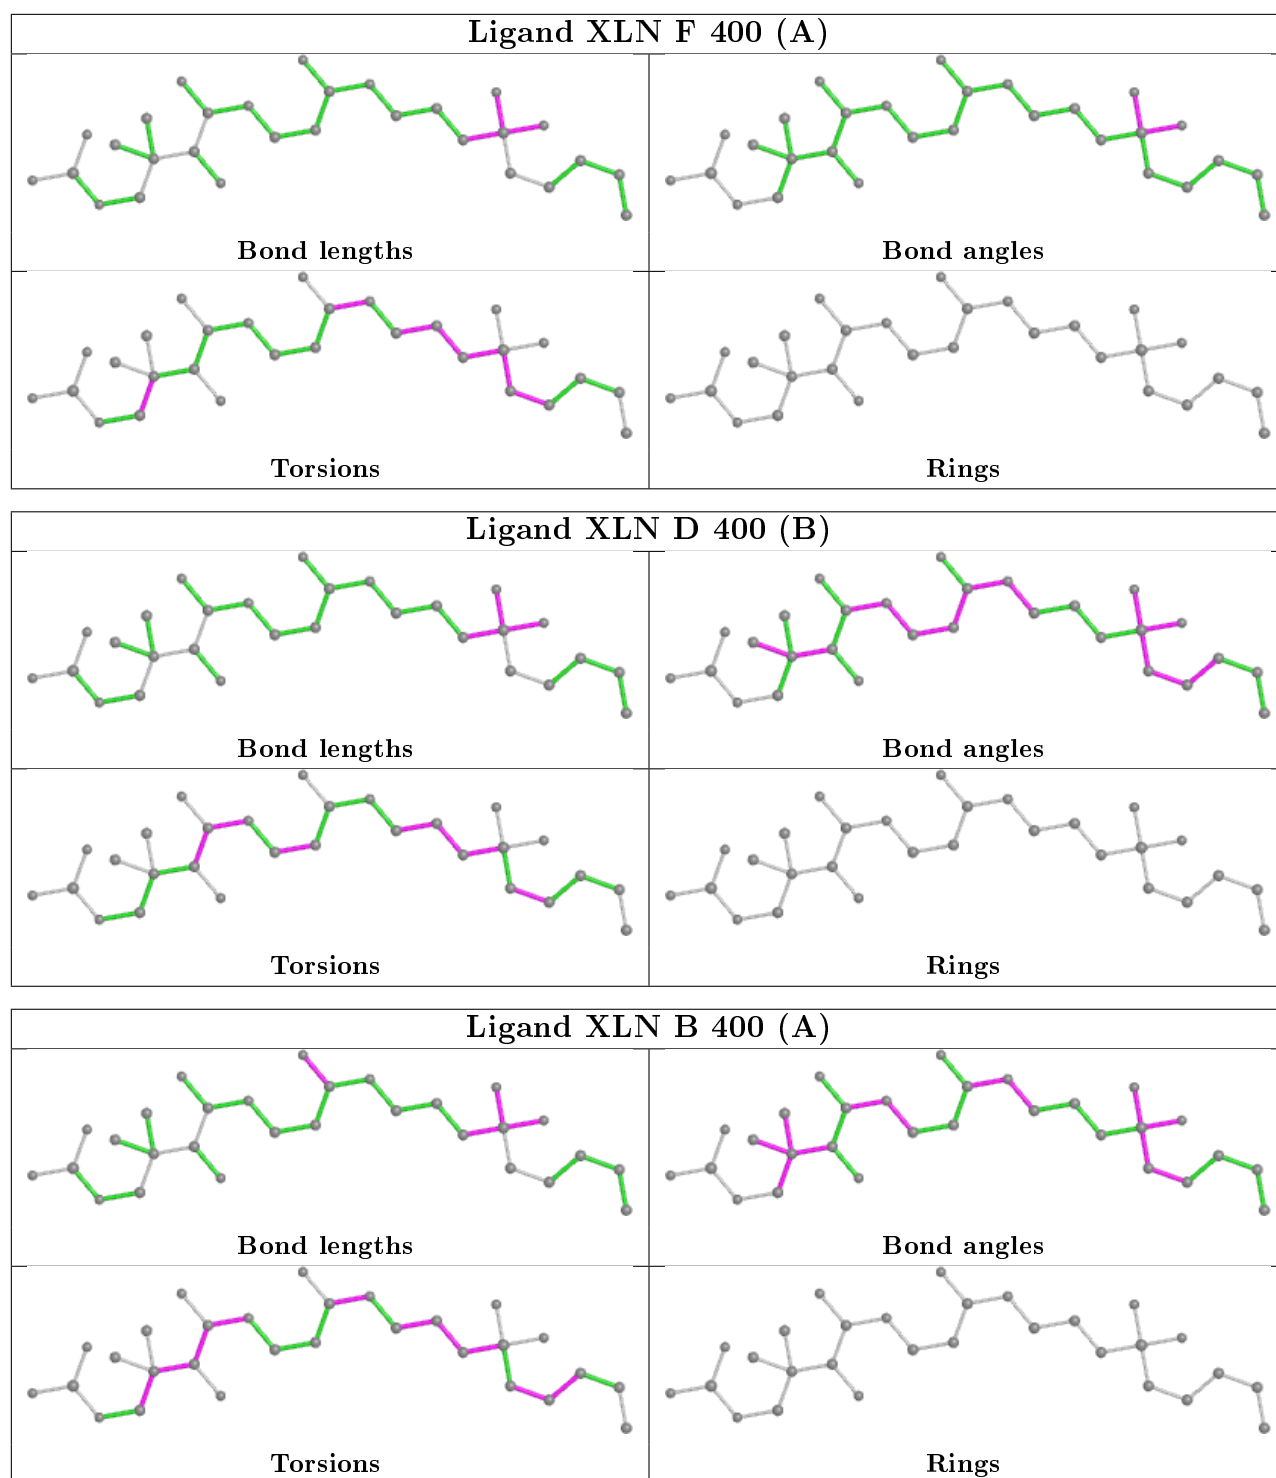 Ligand XLN F 400 (A)
Bond lengths
Bond angles
Torsions
Rings
Ligand XLN D 400 (B)
Bond lengths
Bond angles
Torsions
Rings
Ligand XLN B 400 (A)
Bond lengths
Bond angles
Torsions
Rings